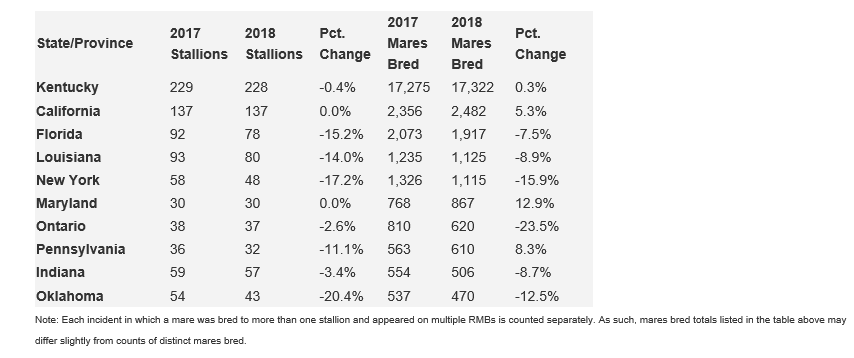 State/Province 2017 Stallions 2018 Stallions Pct. Change 2017 Mares Bred 2018 Mares Bred Pct. Change
Kentucky 229 228 -0.4% 17,275 17,322 0.3%
California 137 137 0.0% 2,356 2,482 5.3%
Florida 92 78 -15.2% 2,073 1,917 -7.5%
Louisiana 93 80 -14.0% 1,235 1,125 -8.9%
New York 58 48 -17.2% 1,326 1,115 -15.9%
Maryland 30 30 0.0% 768 867 12.9%
Ontario 38 37 -2.6% 810 620 -23.5%
Pennsylvania 36 32 -11.1% 563 610 8.3%
Indiana 59 57 -3.4% 554 506 -8.7%
Oklahoma 54 43 -20.4% 537 470 -12.5%
Note: Each incident in which a mare was bred to more than one stallion and appeared on multiple RMBs is counted separately. As such, mares bred totals listed in the table above may
differ slightly from counts of distinct mares bred.